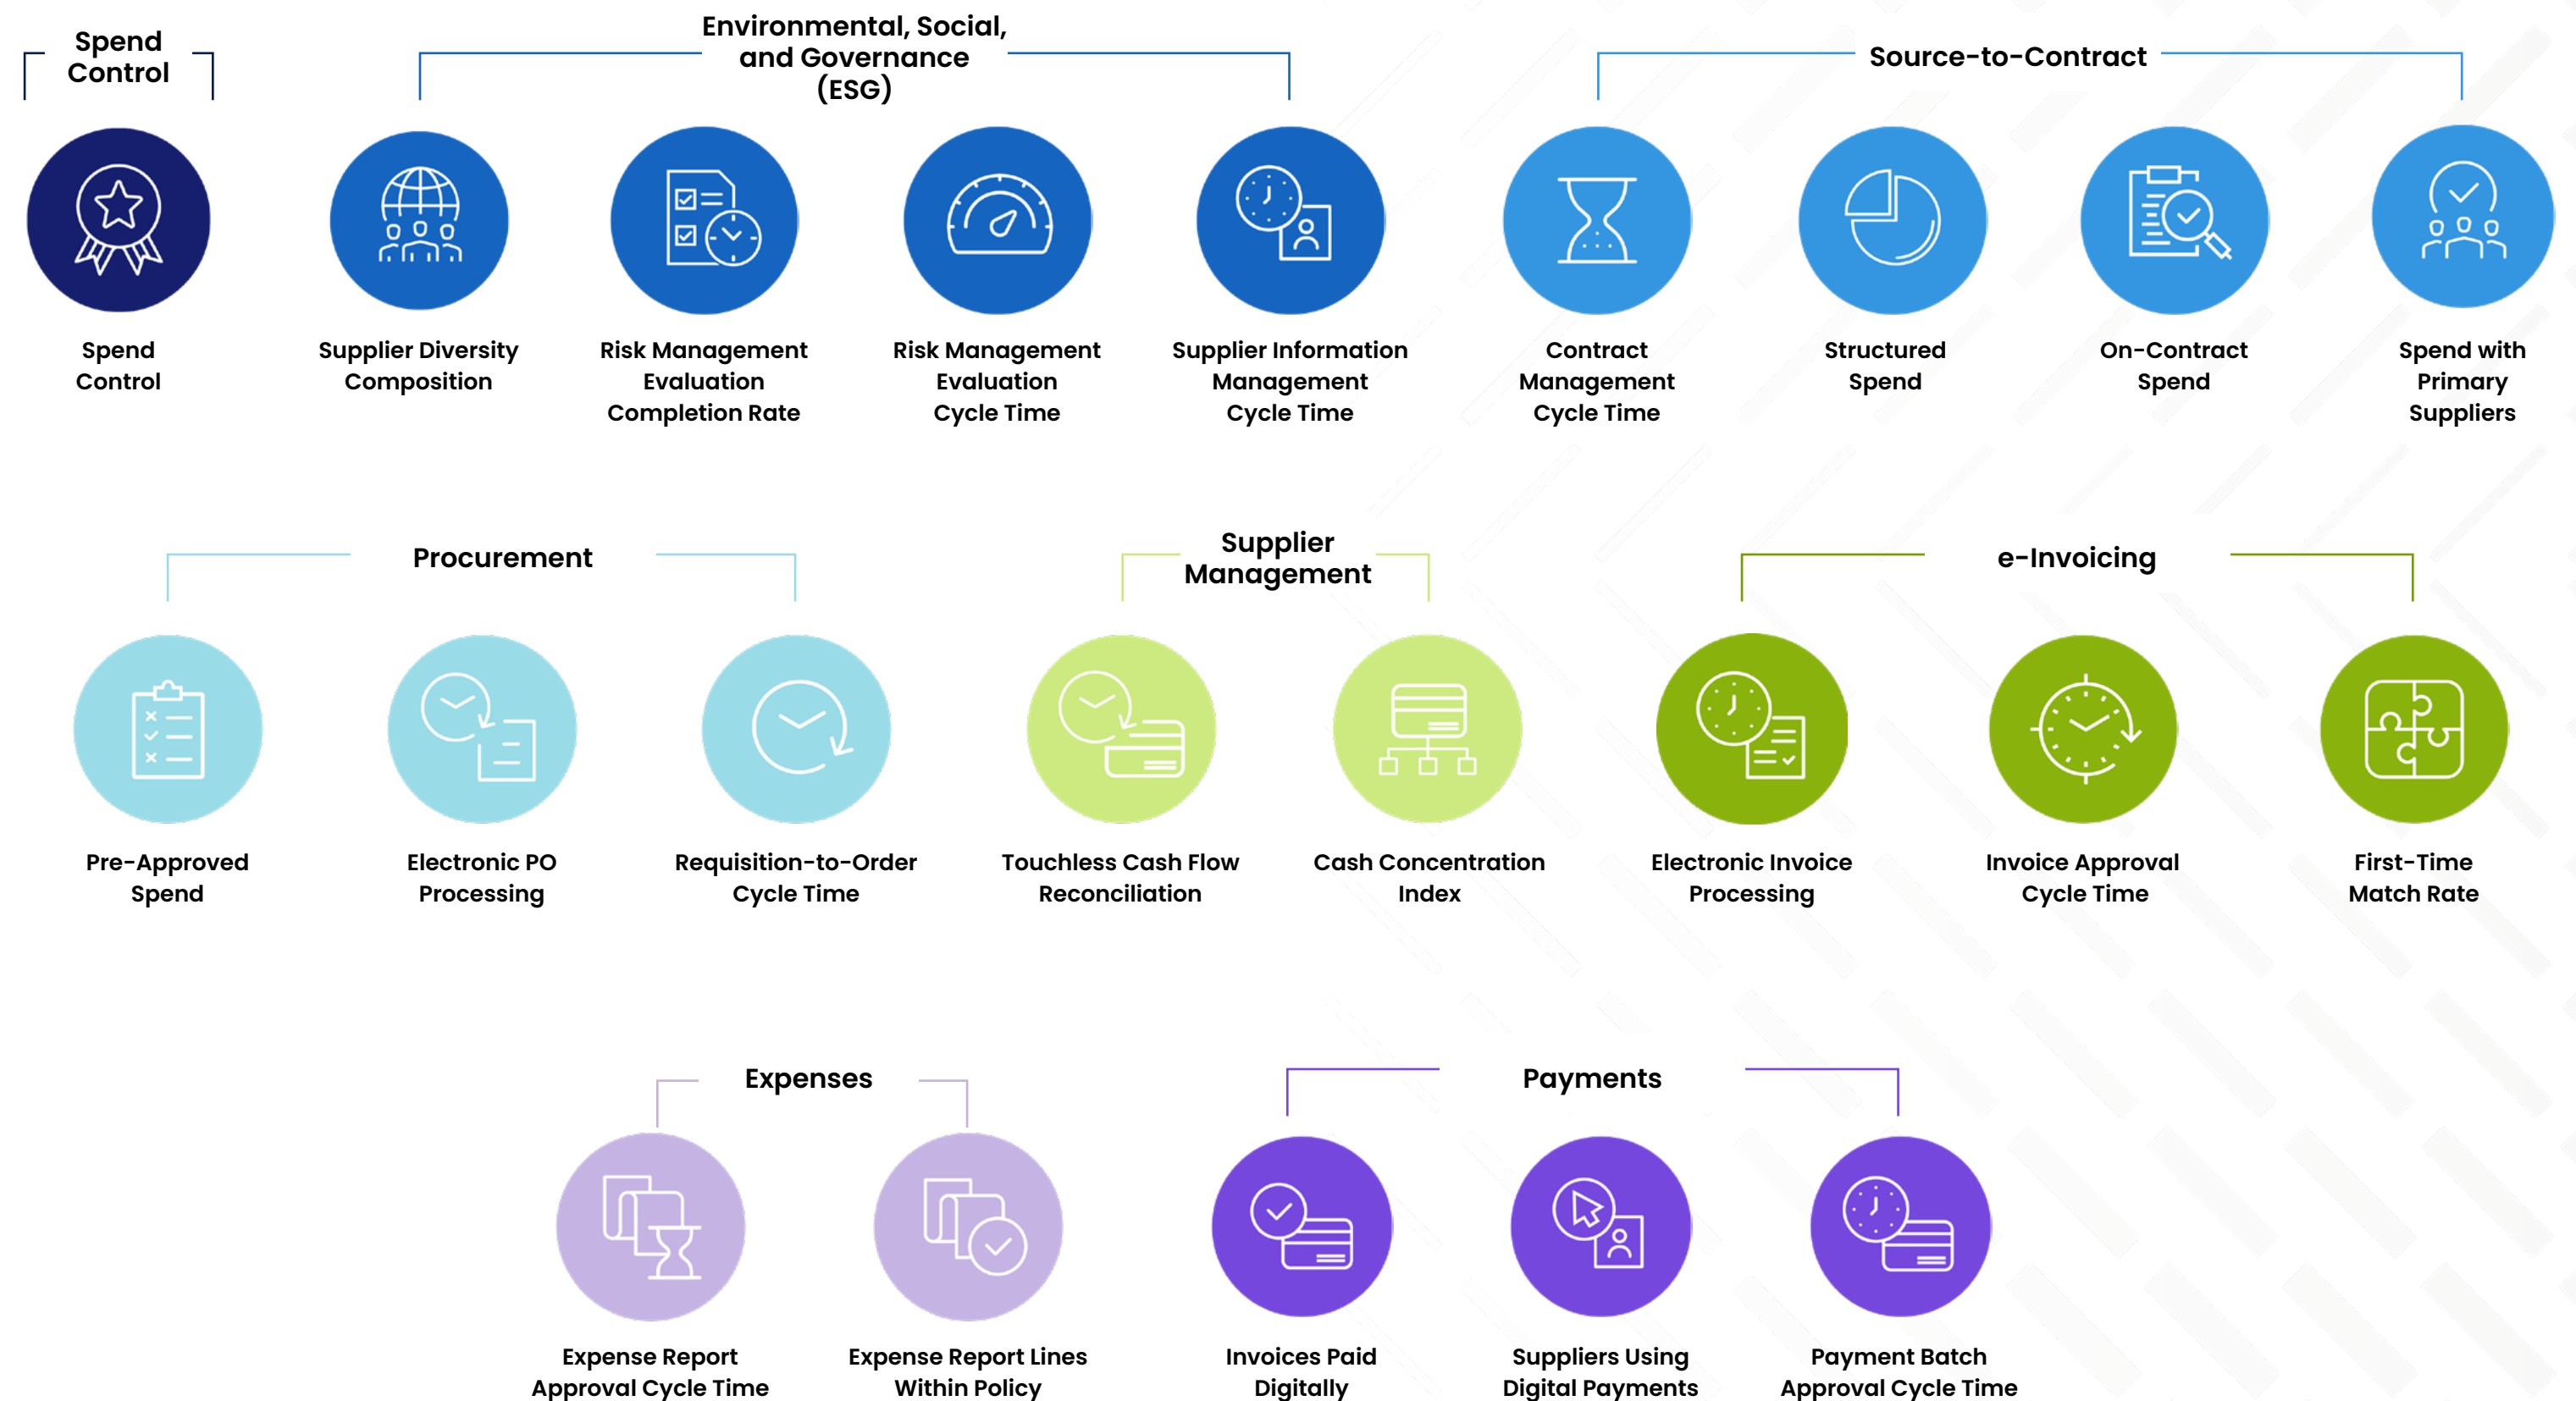 Spend
Control
Environmental, Social,
and Governance
(ESG)
Source-to-Contract
Spend
Control
Supplier Diversity
Composition
Risk Management
Evaluation
Completion Rate
Risk Management
Evaluation
Cycle Time
Supplier Information
Management
Cycle Time
Contract
Management
Cycle Time
Structured
Spend
On-Contract
Spend
Spend with
Primary
Suppliers
Procurement
Supplier
Management
e-Invoicing
Pre-Approved
Spend
Electronic PO
Processing
Requisition-to-Order
Cycle Time
Touchless Cash Flow
Reconciliation
Cash Concentration
Index
Electronic Invoice
Processing
Invoice Approval
Cycle Time
First-Time
Match Rate
Expenses
Payments
Expense Report
Approval Cycle Time
Expense Report Lines
Within Policy
Invoices Paid
Digitally
Suppliers Using
Digital Payments
Payment Batch
Approval Cycle Time